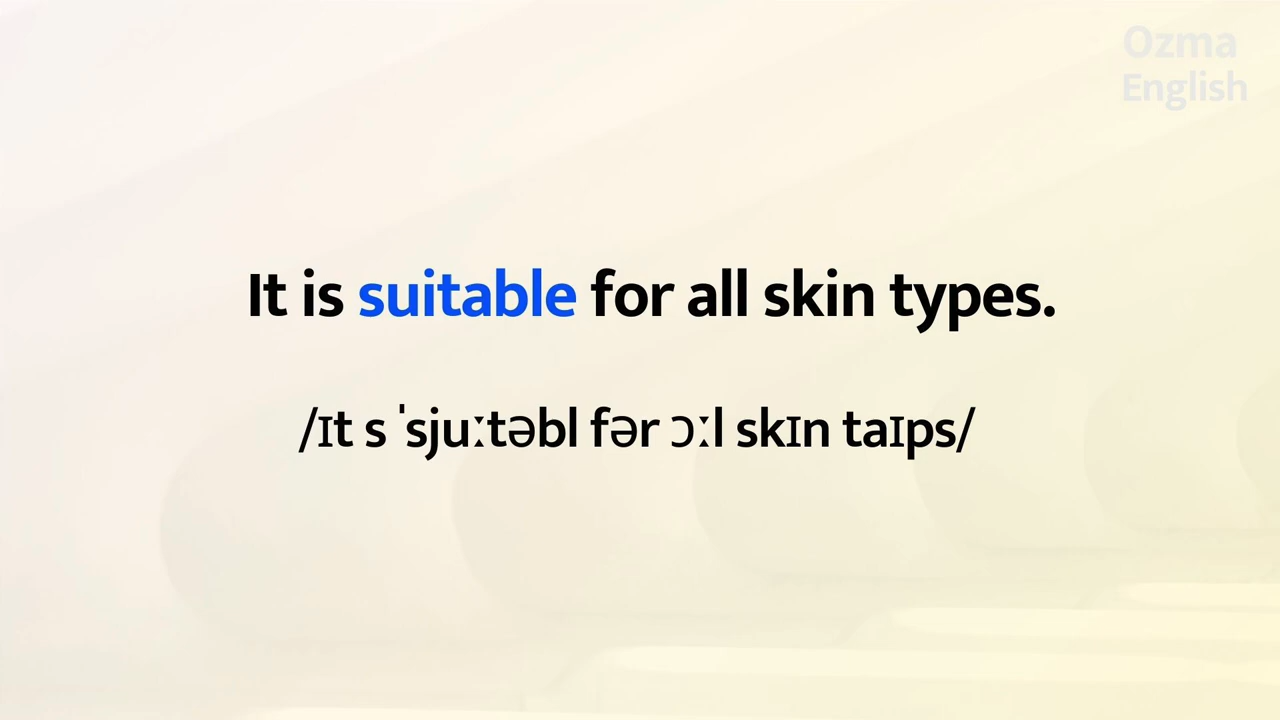 Ozma
English
It is suitable for all skin types.
/ɪt s ˈsjuːtəbl fər ɔːl skɪn taɪps/